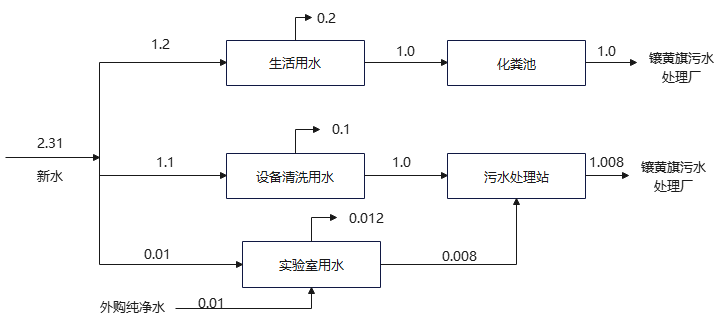 0.2
1.2
生活用水
1.0
化粪池
1.0
镶黄旗污水
处理厂
2.31
新水
0.1
1.1
设备清洗用水
1.0
污水处理站
1.008
镶黄旗污水
处理厂
0.012
0.01
实验室用水
0.008
外购纯净水
0.01